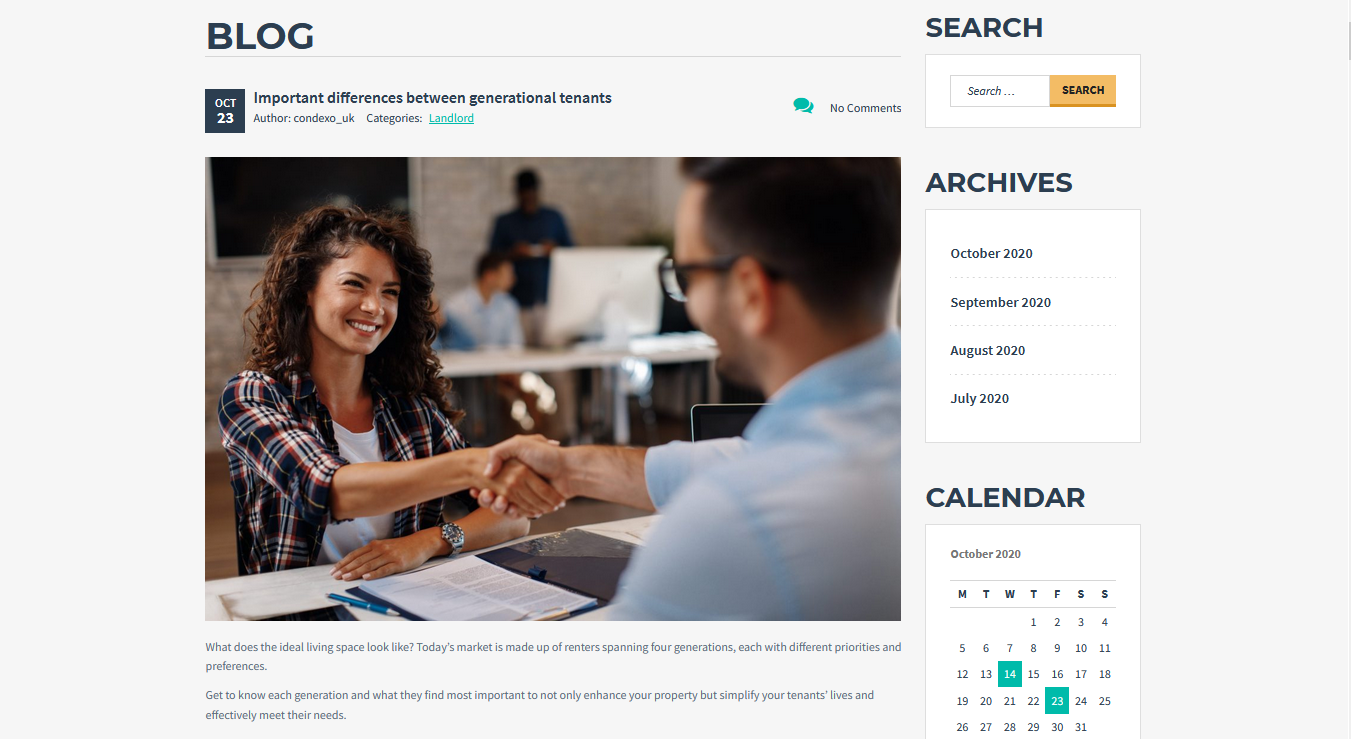 BLOG
OCT
23
Important differences between generational tenants
Author: condexo_uk Categories: Landlord
No Comments
What does the ideal living space look like? Today's market is made up of renters spanning four generations, each with different priorities and
preferences.
Get to know each generation and what they find most important to not only enhance your property but simplify your tenants' lives and
effectively meet their needs.
SEARCH
Search …
SEARCH
ARCHIVES
October 2020
September 2020
August 2020
July 2020
CALENDAR
October 2020
M T W T F S S
1 2 3 4
5 6 7 8 9 10 11
12 13 14 15 16 17 18
19 20 21 22 23 24 25
26 27 28 29 30 31